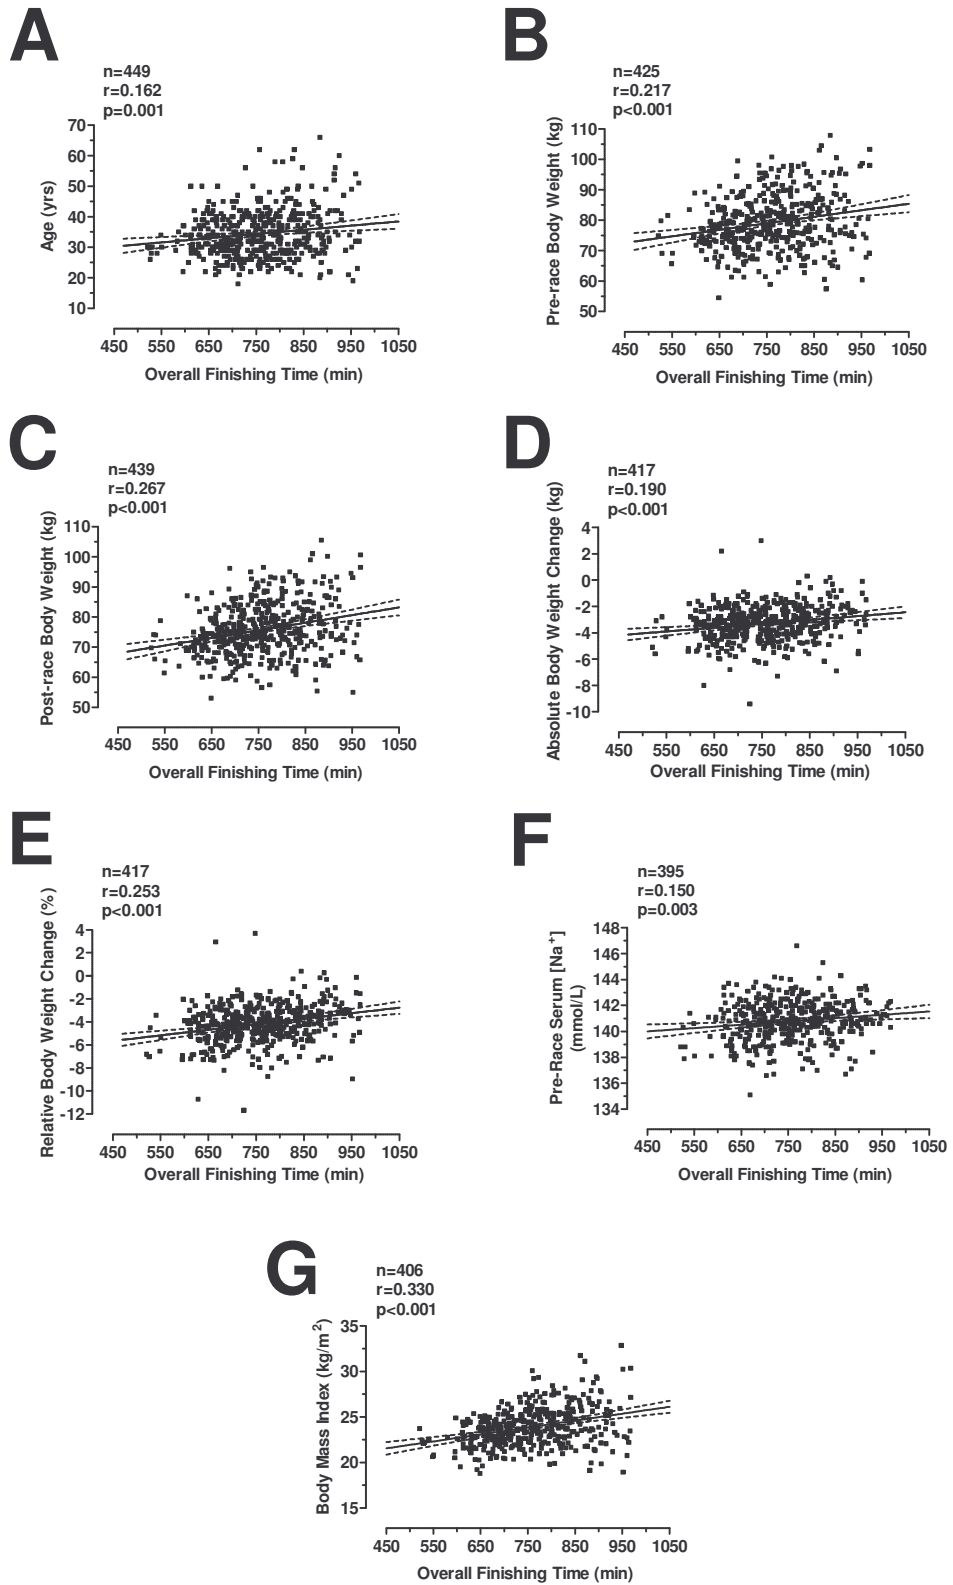 A
n=449
r=0.162
p=0.001
Age (yrs)
70
60
50
40
30
20
10
450 550 650 750 850 950 1050
Overall Finishing Time (min)
B
n=425
r=0.217
p<0.001
Pre-race Body Weight (kg)
110
100
90
80
70
60
50
450 550 650 750 850 950 1050
Overall Finishing Time (min)
C
n=439
r=0.267
p<0.001
Post-race Body Weight (kg)
110
100
90
80
70
60
50
450 550 650 750 850 950 1050
Overall Finishing Time (min)
D
n=417
r=0.190
p<0.001
Absolute Body Weight Change (kg)
4
2
0
-2
-4
-6
-8
-10
450 550 650 750 850 950 1050
Overall Finishing Time (min)
E
n=417
r=0.253
p<0.001
Relative Body Weight Change (%)
4
2
0
-2
-4
-6
-8
-10
-12
450 550 650 750 850 950 1050
Overall Finishing Time (min)
F
n=395
r=0.150
p=0.003
Pre-Race Serum [Na⁺]
(mmol/L)
148
146
144
142
140
138
136
134
450 550 650 750 850 950 1050
Overall Finishing Time (min)
G
n=406
r=0.330
p<0.001
Body Mass Index (kg/m²)
35
30
25
20
15
450 550 650 750 850 950 1050
Overall Finishing Time (min)